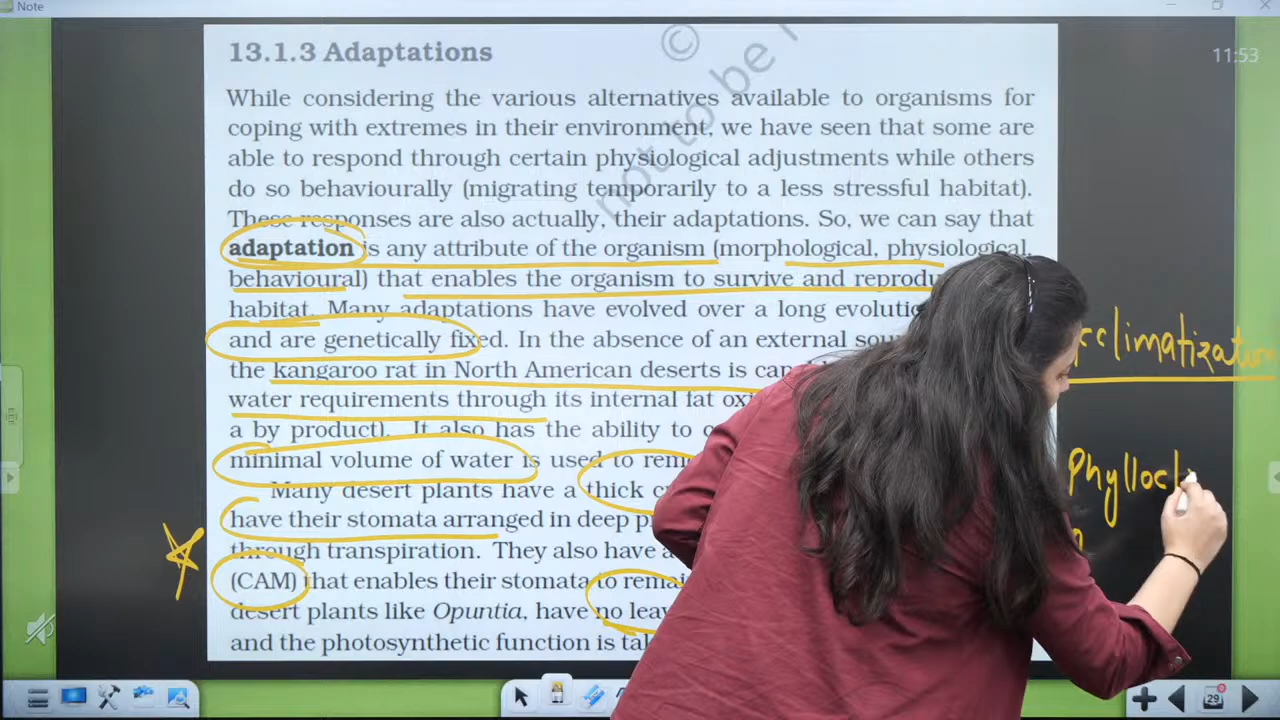 Note
11:53
© not to be r
13.1.3 Adaptations
While considering the various alternatives available to organisms for
coping with extremes in their environment, we have seen that some are
able to respond through certain physiological adjustments while others
do so behaviourally (migrating temporarily to a less stressful habitat).
These responses are also actually, their adaptations. So, we can say that
adaptation is any attribute of the organism (morphological, physiological,
behavioural) that enables the organism to survive and reprodu
habitat. Many adaptations have evolved over a long evolutio
and are genetically fixed. In the absence of an external sou
the kangaroo rat in North American deserts is cap
water requirements through its internal fat oxi
a by product). It also has the ability to c
minimal volume of water is used to rem
Many desert plants have a thick cu
have their stomata arranged in deep p
through transpiration. They also have a
(CAM) that enables their stomata to remai
desert plants like Opuntia, have no leav
and the photosynthetic function is tak
cclimatization
Phyllocl
29